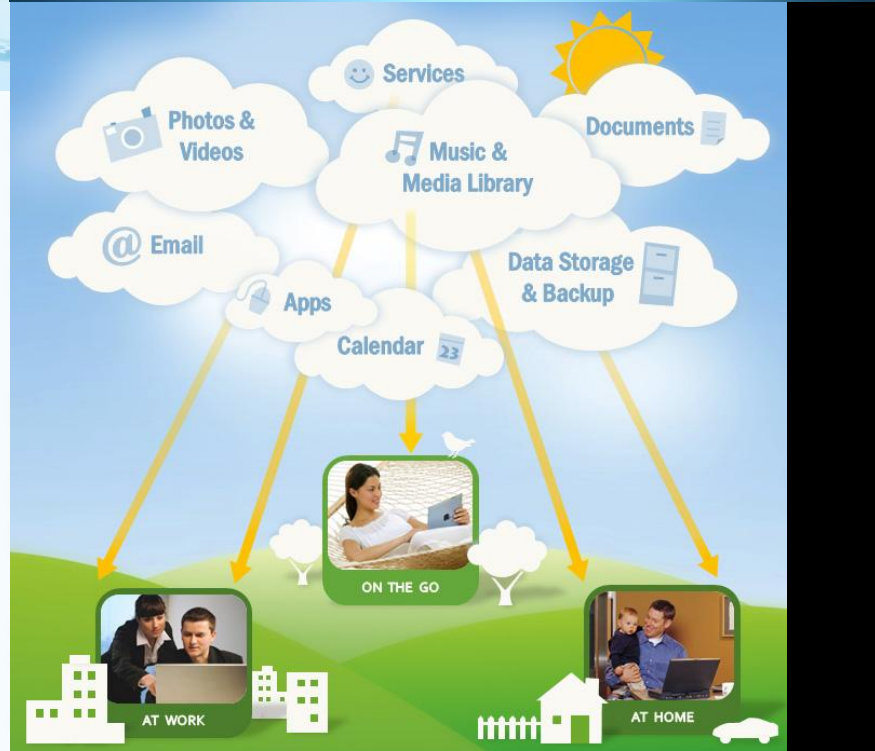 Services
Photos &
Videos
Documents
Music &
Media Library
@ Email
Data Storage
& Backup
Apps
Calendar
23
ON THE GO
AT WORK
AT HOME